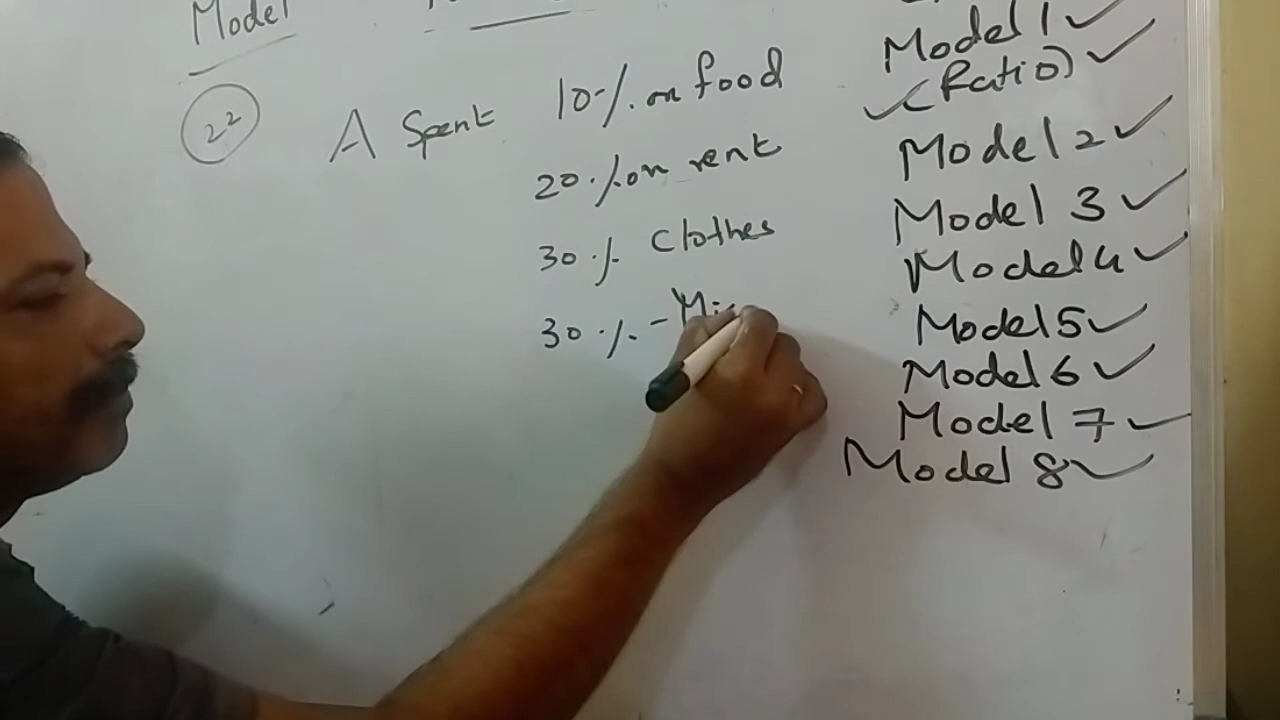 Model
22
A Spent 10% on food
20% on rent
30% Clothes
30% -
Model 1 ✓
(Ratio) ✓
Model 2 ✓
Model 3 ✓
Model 4 ✓
Model 5 ✓
Model 6 ✓
Model 7 ✓
Model 8 ✓